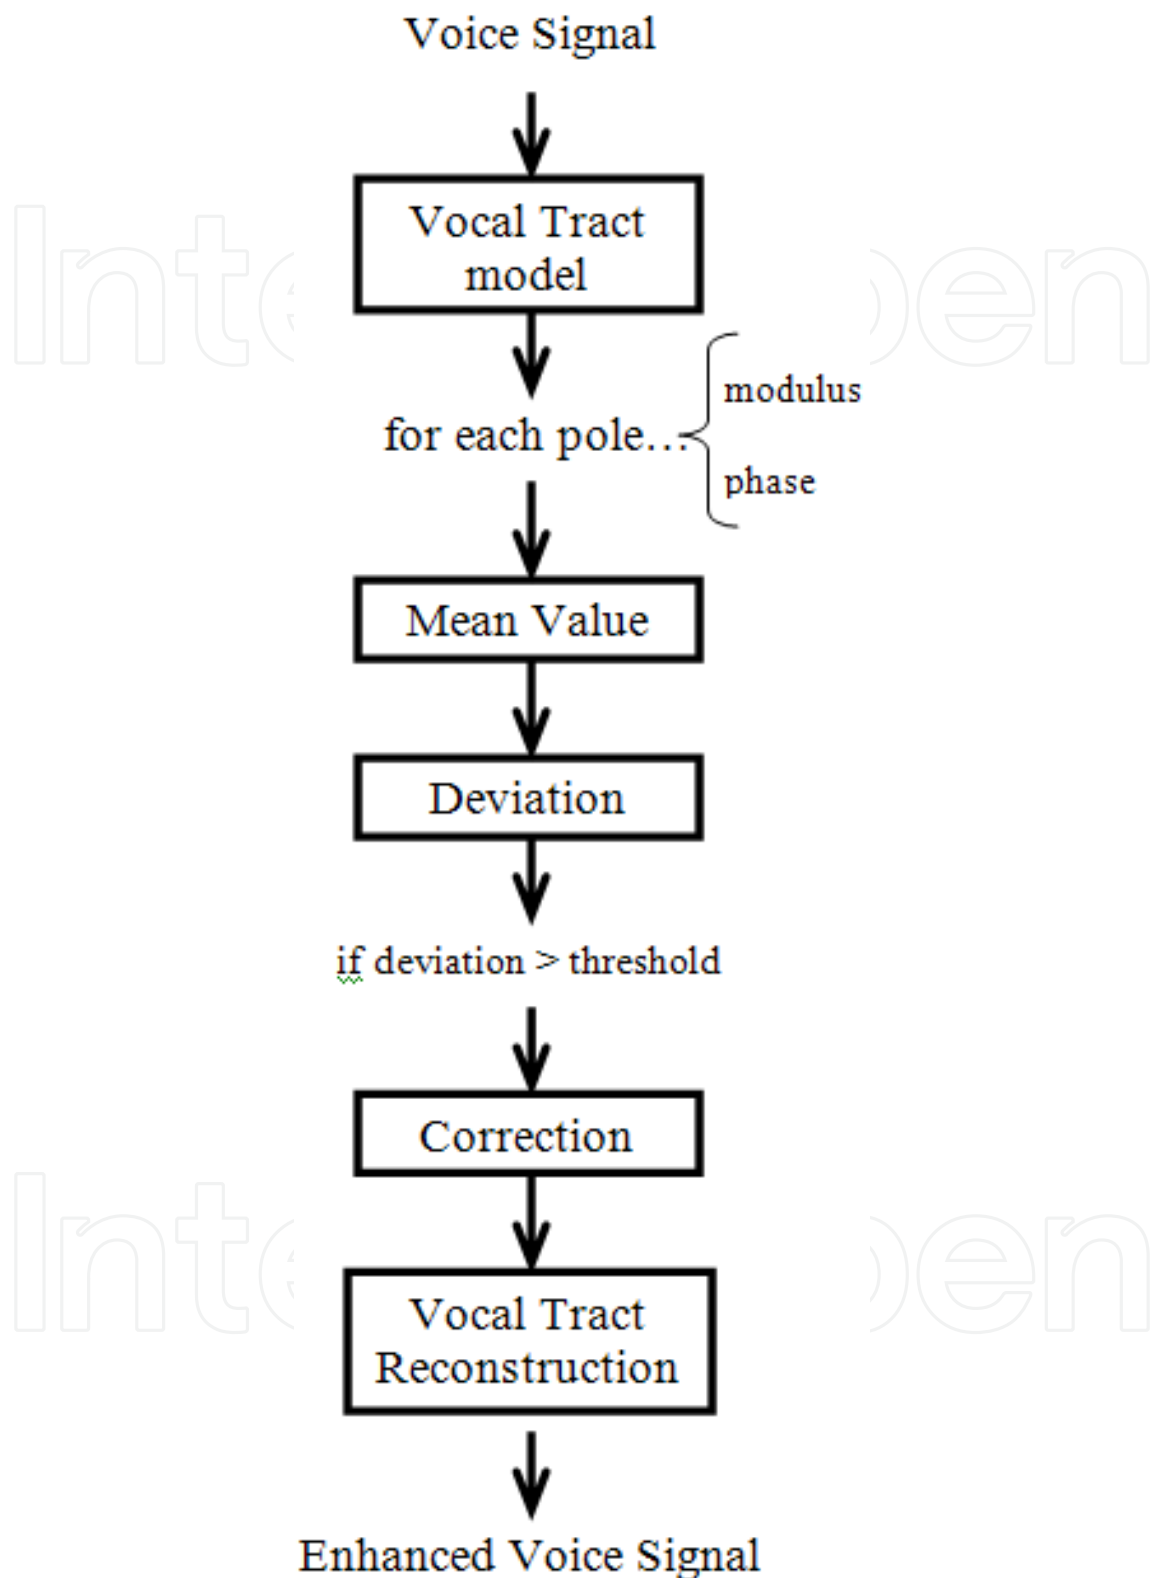 Voice Signal
Vocal Tract
model
for each pole...
modulus
phase
Mean Value
Deviation
if deviation > threshold
Correction
Vocal Tract
Reconstruction
Enhanced Voice Signal